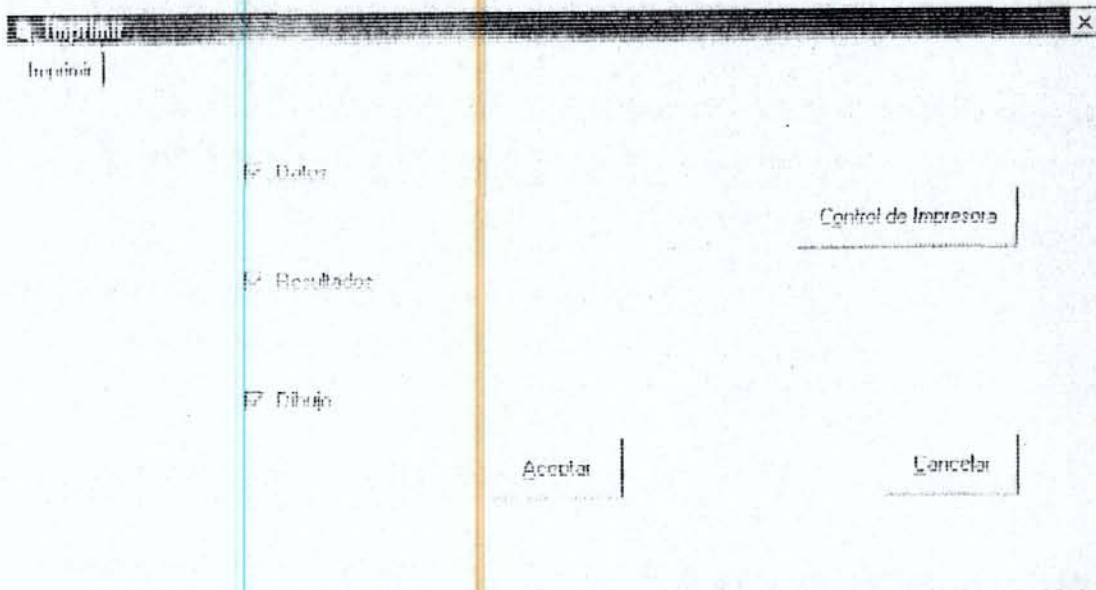 Imprimir
Imprimir
Datos
Control de Impresora
Resultados
Dibujo
Aceptar
Cancelar